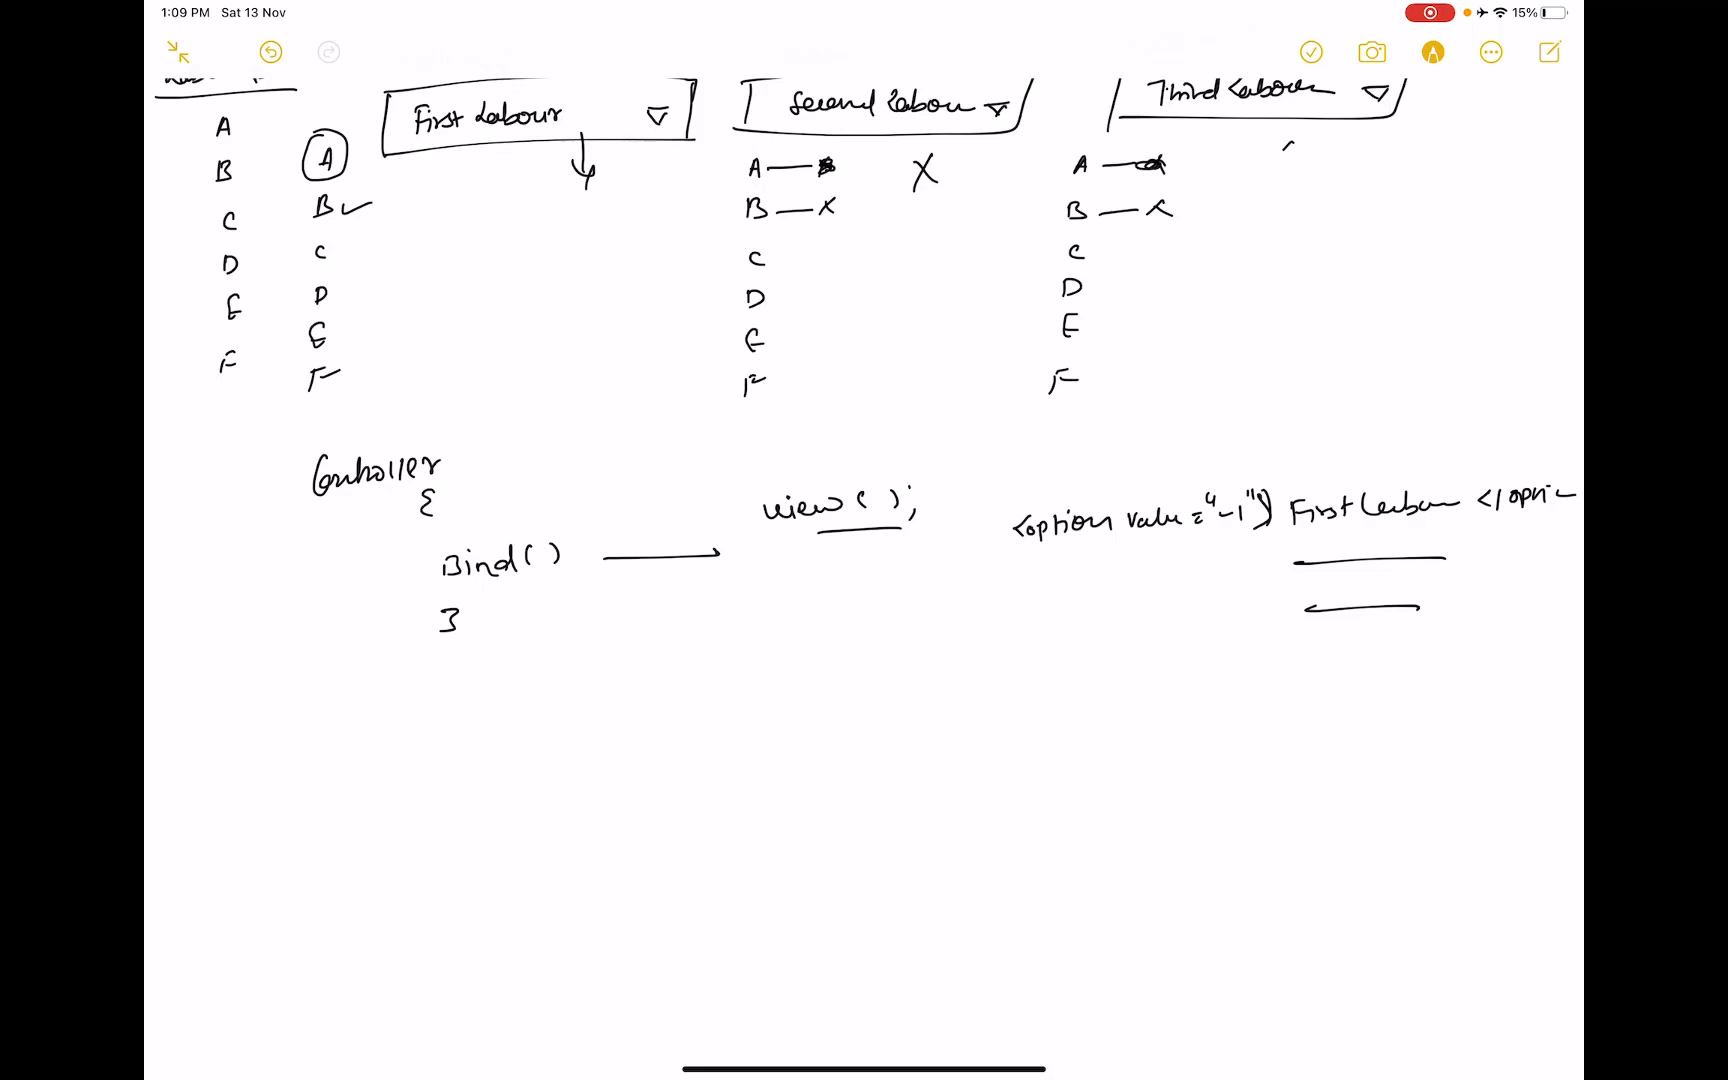 1:09 PM Sat 13 Nov
15%
First Labour
Second Labou
Third Labour
A
B
C
D
E
F
A
B
C
D
E
F
A
X
B X
C
D
E
F
A
B X
C
D
E
F
Controller
{
Bind( )
}
view( );
<option value="-1"> First Labour </option